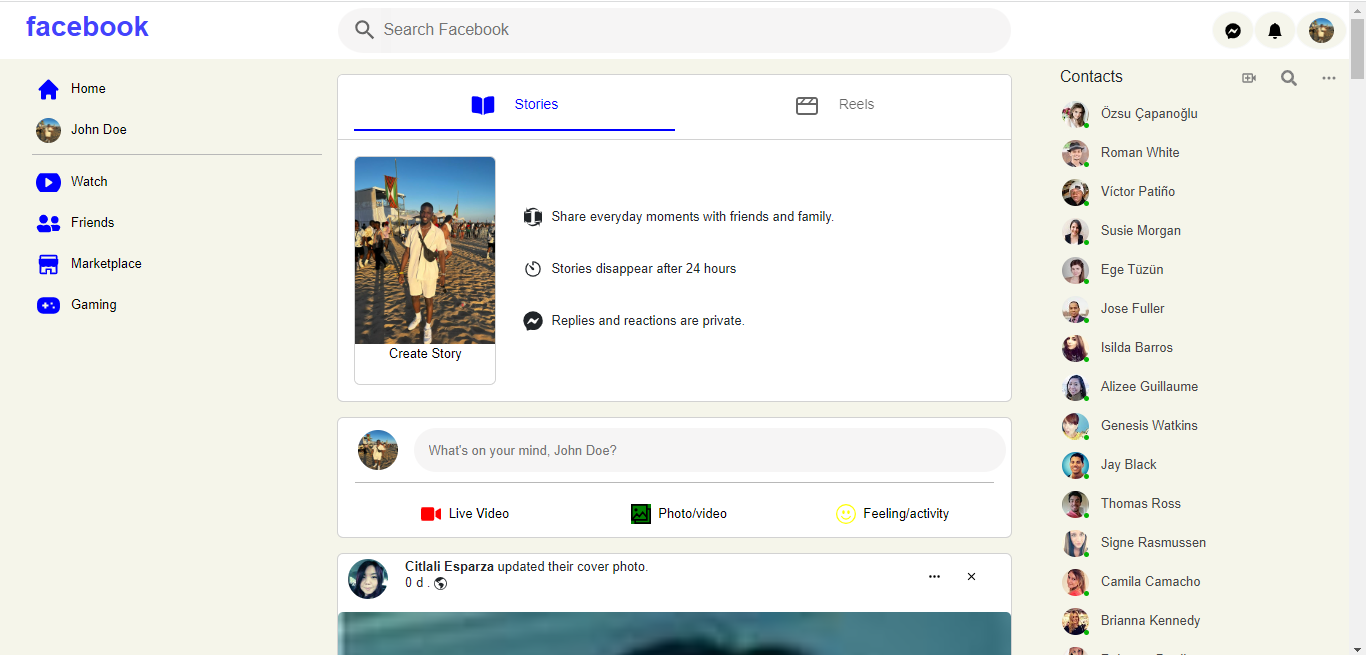 facebook
Search Facebook
Home
John Doe
Watch
Friends
Marketplace
Gaming
Stories
Reels
Share everyday moments with friends and family.
Stories disappear after 24 hours
Replies and reactions are private.
Create Story
What's on your mind, John Doe?
Live Video
Photo/video
Feeling/activity
Citlali Esparza updated their cover photo.
0 d .
Contacts
Özsu Çapanoğlu
Roman White
Víctor Patiño
Susie Morgan
Ege Tüzün
Jose Fuller
Isilda Barros
Alizee Guillaume
Genesis Watkins
Jay Black
Thomas Ross
Signe Rasmussen
Camila Camacho
Brianna Kennedy